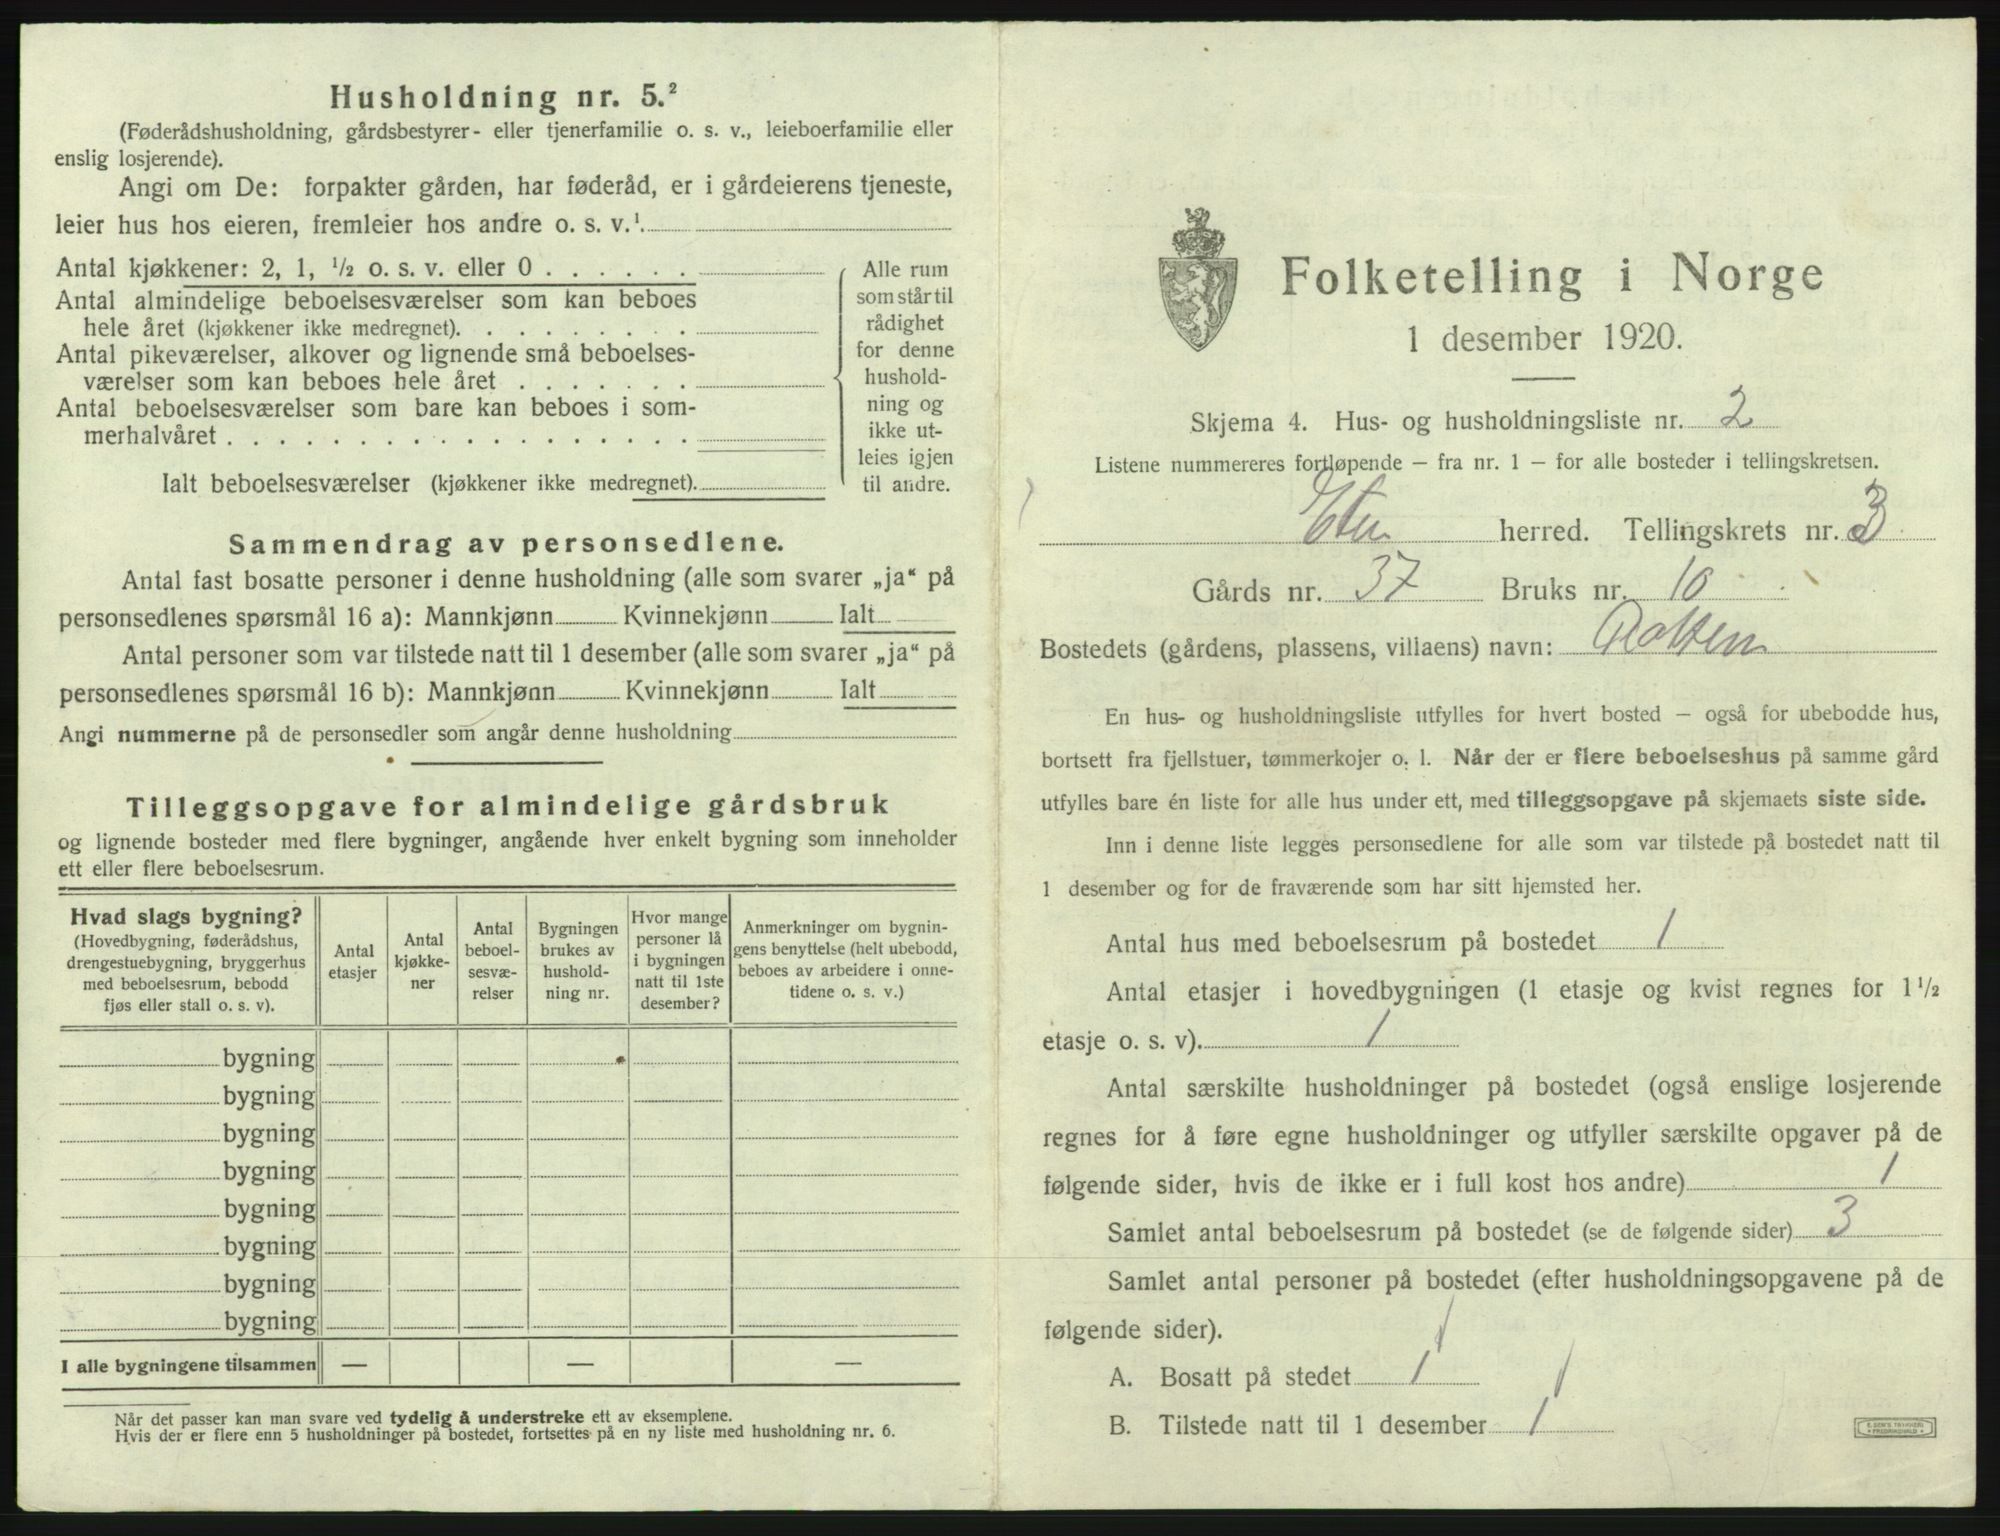 Husholdning nr. 5.²
(Føderådshusholdning, gårdsbestyrer- eller tjenerfamilie o. s. v., leieboerfamilie eller
enslig losjerende).
Angi om De: forpakter gården, har føderåd, er i gårdeierens tjeneste,
leier hus hos eieren, fremleier hos andre o. s. v.¹.
Antal kjøkkener: 2, 1, ½ o. s. v. eller 0 . . . . . .
Antal almindelige beboelsesværelser som kan beboes
hele året (kjøkkener ikke medregnet). . . . . . . . .
Antal pikeværelser, alkover og lignende små beboelses-
værelser som kan beboes hele året . . . . . . .
Antal beboelsesværelser som bare kan beboes i som-
merhalvåret . . . . . . . . . . . . . . . . . .
Ialt beboelsesværelser (kjøkkener ikke medregnet).
Alle rum
som står til
rådighet
for denne
hushold-
ning og
ikke ut-
leies igjen
til andre.
Sammendrag av personsedlene.
Antal fast bosatte personer i denne husholdning (alle som svarer „ja“ på
personsedlenes spørsmål 16 a): Mannkjønn Kvinnekjønn Ialt
Antal personer som var tilstede natt til 1 desember (alle som svarer „ja“ på
personsedlenes spørsmål 16 b): Mannkjønn Kvinnekjønn Ialt
Angi nummerne på de personsedler som angår denne husholdning
Tilleggsopgave for almindelige gårdsbruk
og lignende bosteder med flere bygninger, angående hver enkelt bygning som inneholder
ett eller flere beboelsesrum.
Hvad slags bygning?
(Hovedbygning, føderådshus,
drengestuebygning, bryggerhus
med beboelsesrum, bebodd
fjøs eller stall o. s. v).
Antal
etasjer
Antal
kjøkke-
ner
Antal
beboel-
sesvæ-
relser
Bygningen
brukes av
hushold-
ning nr.
Hvor mange
personer lå
i bygningen
natt til 1ste
desember?
Anmerkninger om bygnin-
gens benyttelse (helt ubebodd,
beboes av arbeidere i onne-
tidene o. s. v.)
bygning
bygning
bygning
bygning
bygning
bygning
bygning
bygning
I alle bygningene tilsammen — — —
Når det passer kan man svare ved tydelig å understreke ett av eksemplene.
Hvis der er flere enn 5 husholdninger på bostedet, fortsettes på en ny liste med husholdning nr. 6.
Folketelling i Norge
1 desember 1920.
Skjema 4. Hus- og husholdningsliste nr. 2
Listene nummereres fortløpende – fra nr. 1 – for alle bosteder i tellingskretsen.
herred. Tellingskrets nr. 3
Gårds nr. 37 Bruks nr. 10
Bostedets (gårdens, plassens, villaens) navn:
En hus- og husholdningsliste utfylles for hvert bosted – også for ubebodde hus,
bortsett fra fjellstuer, tømmerkojer o. l. Når der er flere beboelseshus på samme gård
utfylles bare én liste for alle hus under ett, med tilleggsopgave på skjemaets siste side.
Inn i denne liste legges personsedlene for alle som var tilstede på bostedet natt til
1 desember og for de fraværende som har sitt hjemsted her.
Antal hus med beboelsesrum på bostedet 1
Antal etasjer i hovedbygningen (1 etasje og kvist regnes for 1½
etasje o. s. v). 1
Antal særskilte husholdninger på bostedet (også enslige losjerende
regnes for å føre egne husholdninger og utfyller særskilte opgaver på de
følgende sider, hvis de ikke er i full kost hos andre) 1
Samlet antal beboelsesrum på bostedet (se de følgende sider) 3
Samlet antal personer på bostedet (efter husholdningsopgavene på de
følgende sider).
A. Bosatt på stedet 1
B. Tilstede natt til 1 desember 1